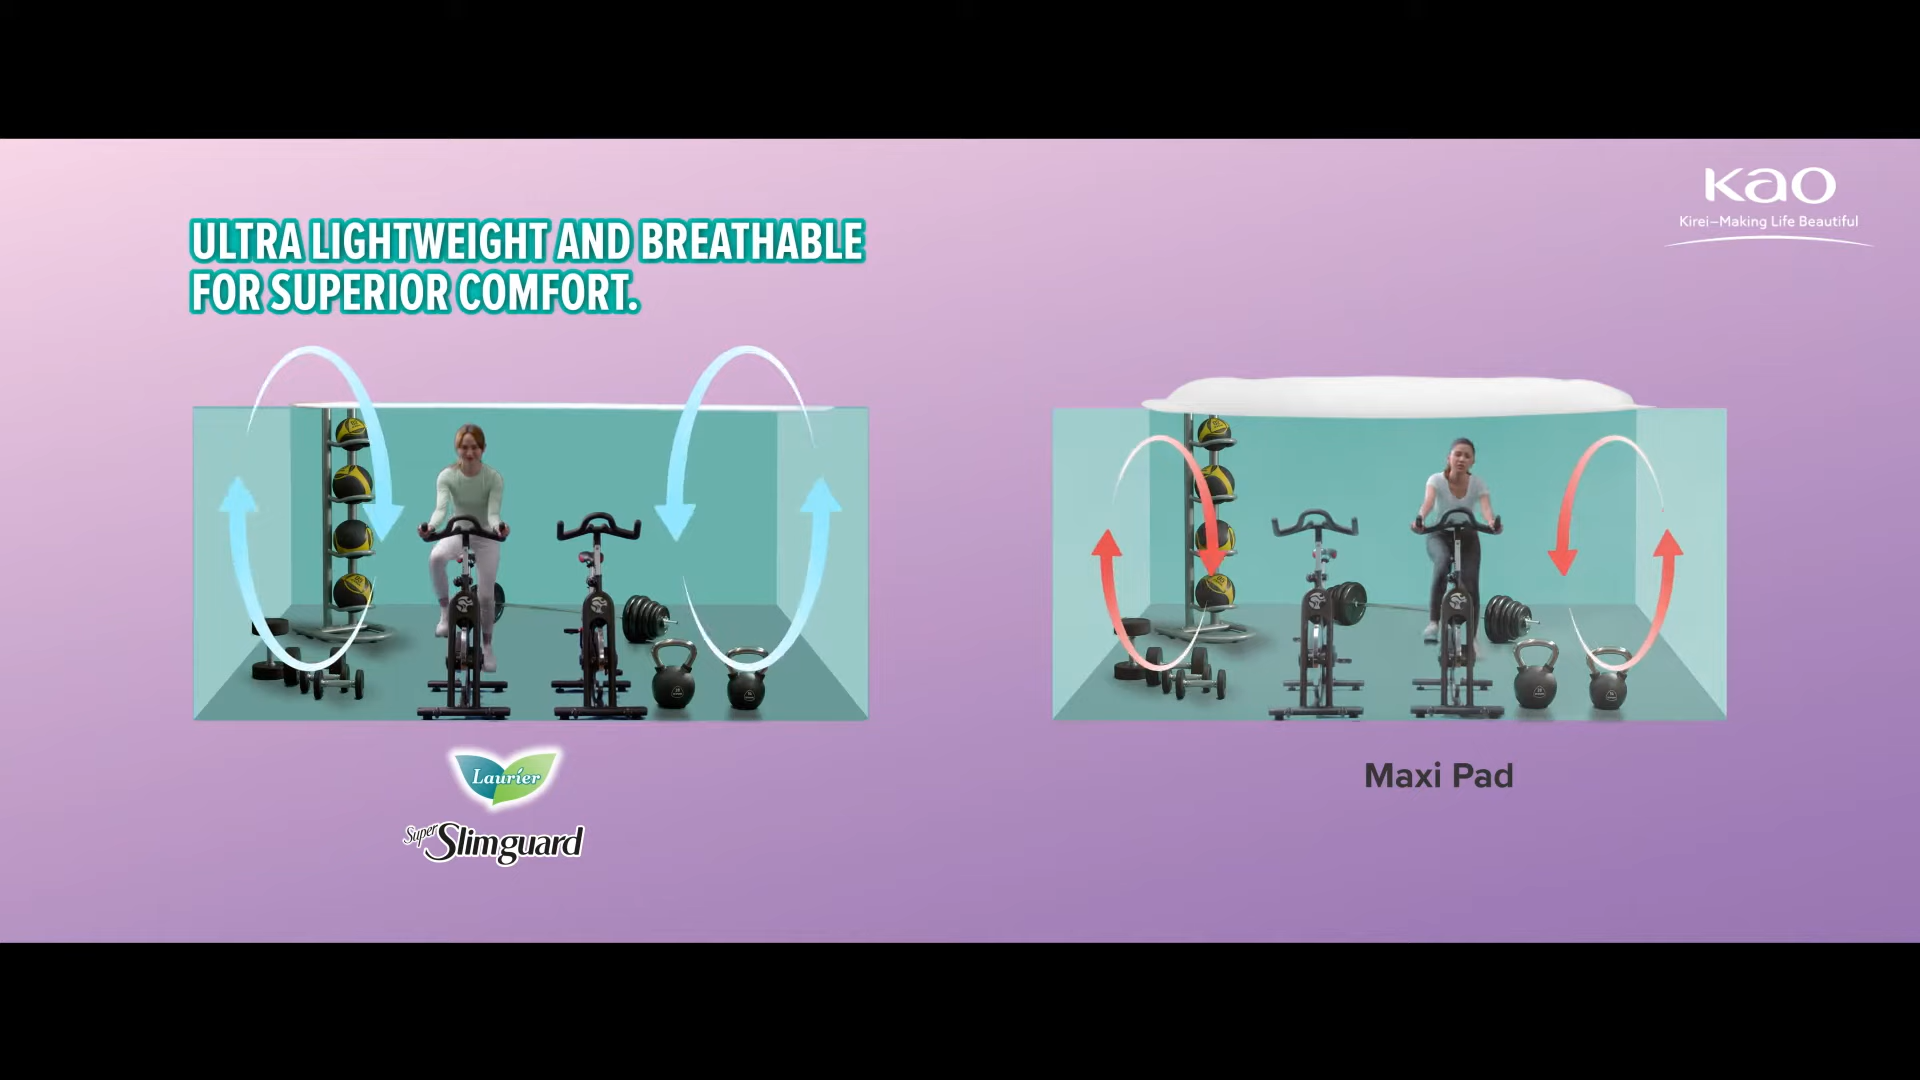 kao
Kirei—Making Life Beautiful
ULTRA LIGHTWEIGHT AND BREATHABLE
FOR SUPERIOR COMFORT.
Laurier
Super Slimguard
Maxi Pad